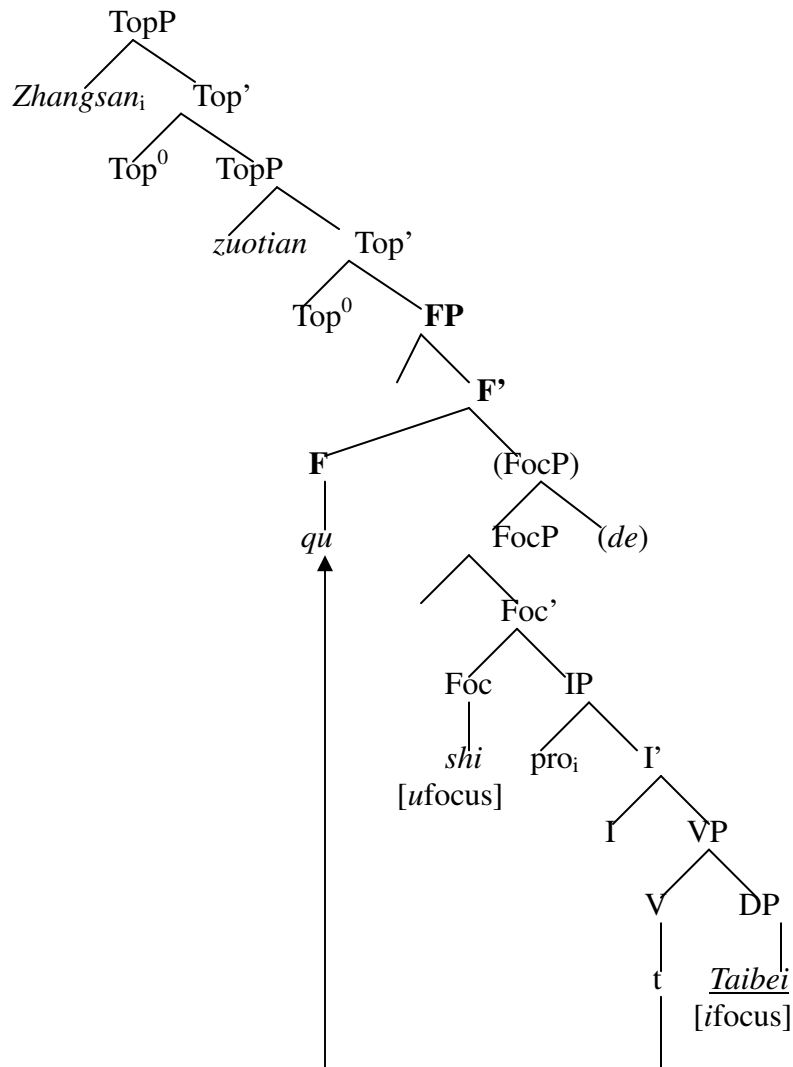 TopP
Zhangsanᵢ Top’
Top⁰ TopP
zuotian Top’
Top⁰ FP
F’
F (FocP)
qu FocP (de)
Foc’
Foc IP
shi proᵢ I’
[ufocus]
I VP
V DP
t Taibei
[ifocus]